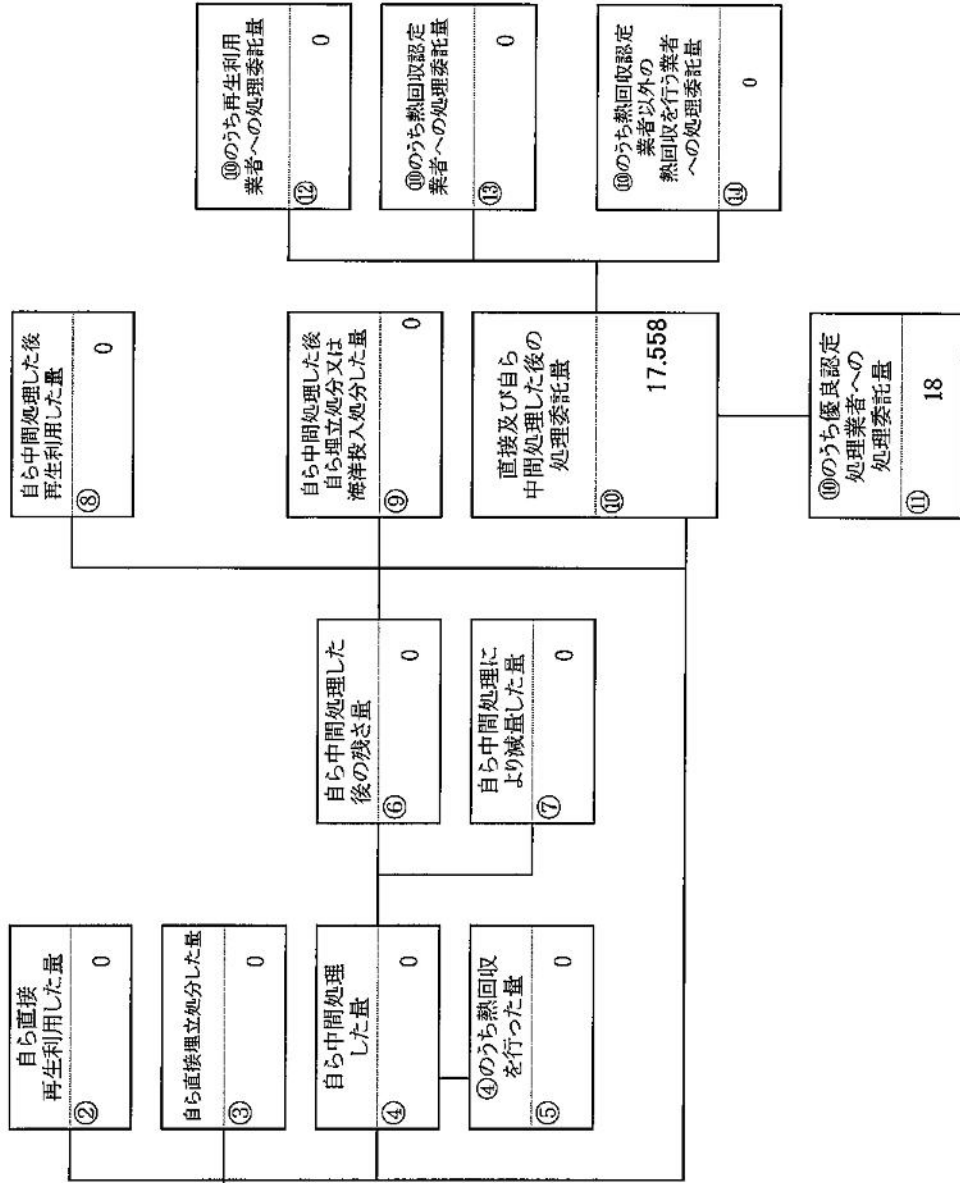 自ら直接
再生利用した量
②
0
自ら直接埋立処分した量
③
0
自ら中間処理
した量
④
0
④のうち熱回収
を行った量
⑤
0
自ら中間処理した
後の残さ量
⑥
0
自ら中間処理に
より減量した量
⑦
0
自ら中間処理した後
再生利用した量
⑧
0
自ら中間処理した後
自ら埋立処分又は
海洋投入処分した量
⑨
0
直接及び自ら
中間処理した後の
処理委託量
⑩
17.558
⑩のうち優良認定
処理業者への
処理委託量
⑪
18
⑩のうち再生利用
業者への処理委託量
⑫
0
⑩のうち熱回収認定
業者への処理委託量
⑬
0
⑩のうち熱回収認定
業者以外の
熱回収を行う業者
への処理委託量
⑭
0